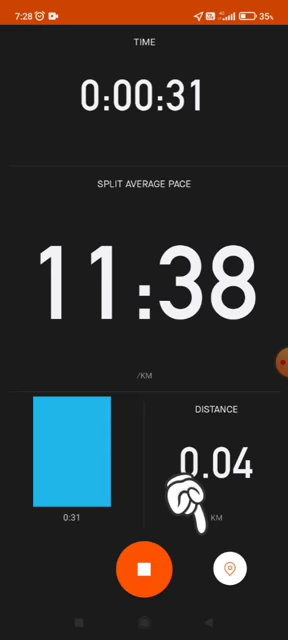 7:28
35%
TIME
0:00:31
SPLIT AVERAGE PACE
11:38
/KM
DISTANCE
0.04
0:31
KM